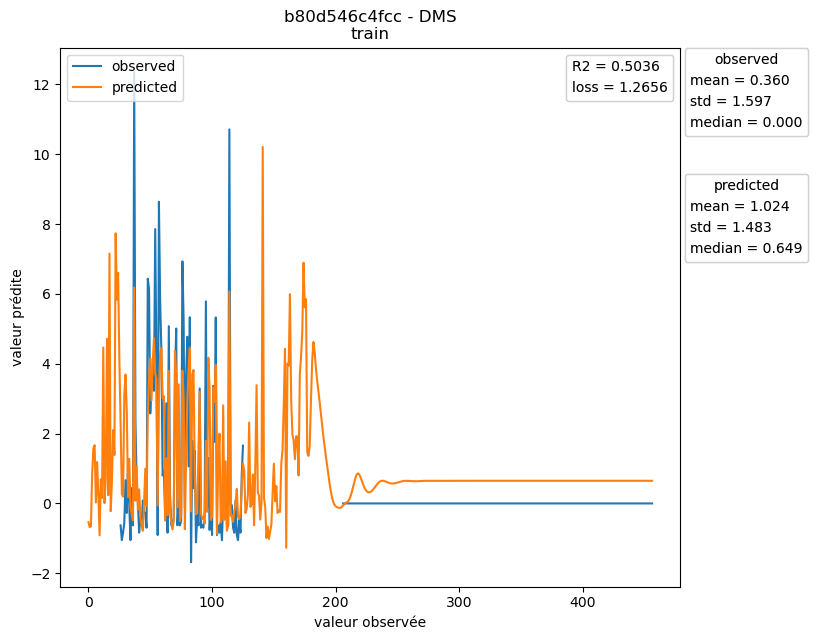 b80d546c4fcc - DMS
train
observed
predicted
R2 = 0.5036
loss = 1.2656
observed
mean = 0.360
std = 1.597
median = 0.000
predicted
mean = 1.024
std = 1.483
median = 0.649
valeur prédite
12
10
8
6
4
2
0
−2
0
100
200
300
400
valeur observée